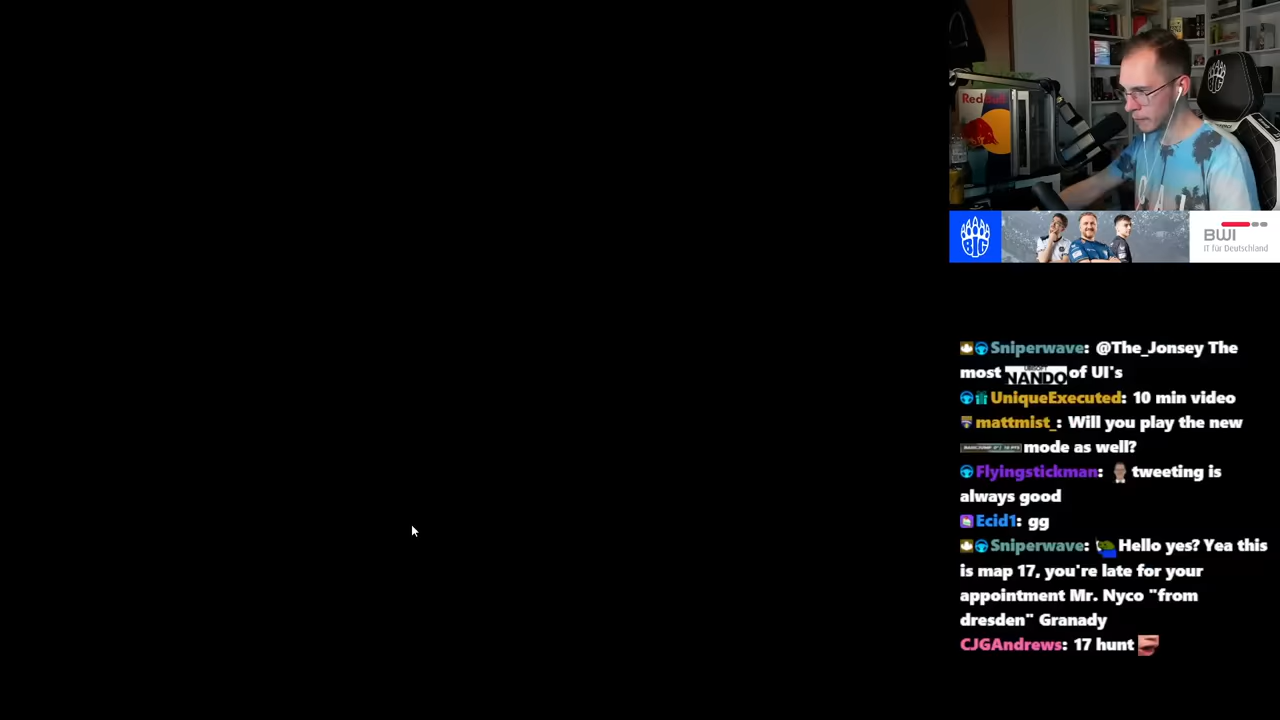 Red Bull
BIG
BWI
IT für Deutschland
Sniperwave: @The_Jonsey The
most NANDO of UI's
UniqueExecuted: 10 min video
mattmist_: Will you play the new
mode as well?
Flyingstickman: tweeting is
always good
Ecid1: gg
Sniperwave: Hello yes? Yea this
is map 17, you're late for your
appointment Mr. Nyco "from
dresden" Granady
CJGAndrews: 17 hunt